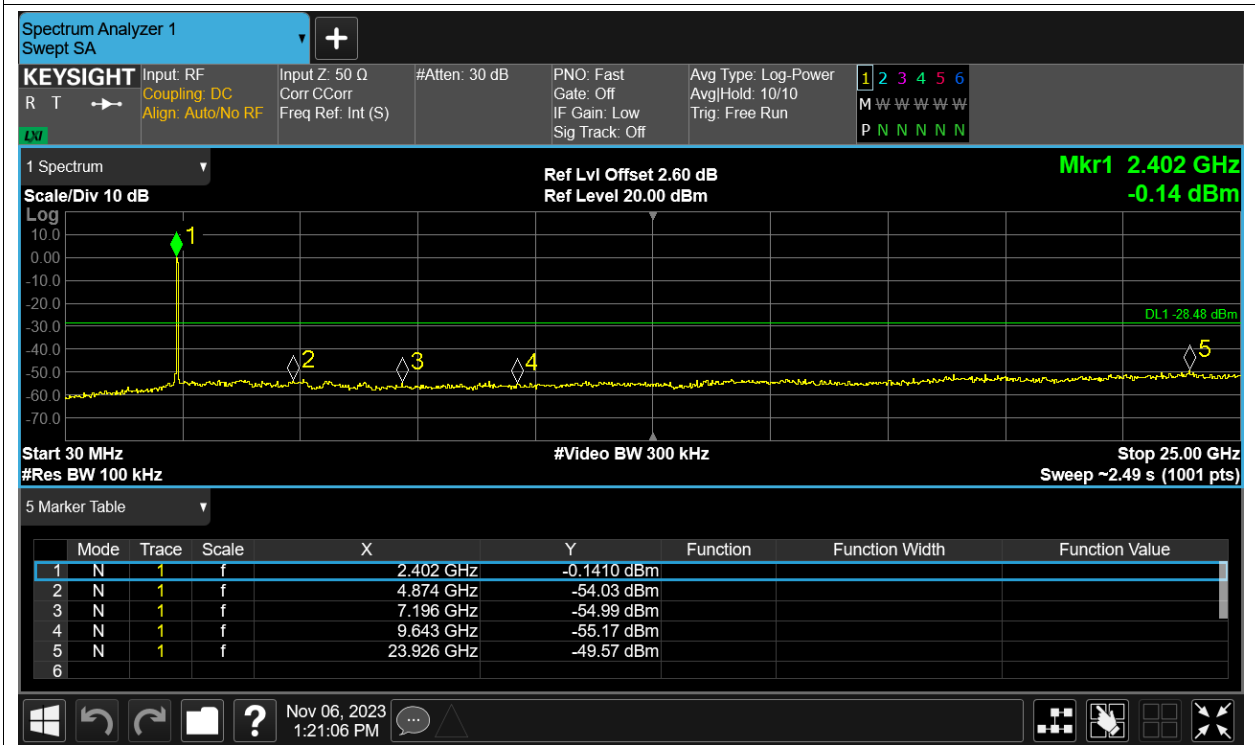 Spectrum Analyzer 1
Swept SA
+
KEYSIGHT
R T
LXI
Input: RF
Coupling: DC
Align: Auto/No RF
Input Z: 50 Ω
Corr CCorr
Freq Ref: Int (S)
#Atten: 30 dB
PNO: Fast
Gate: Off
IF Gain: Low
Sig Track: Off
Avg Type: Log-Power
Avg|Hold: 10/10
Trig: Free Run
1 2 3 4 5 6
M W W W W W
P N N N N N
1 Spectrum
Scale/Div 10 dB
Ref Lvl Offset 2.60 dB
Ref Level 20.00 dBm
Mkr1 2.402 GHz
-0.14 dBm
Log
10.0
0.00
-10.0
-20.0
-30.0
-40.0
-50.0
-60.0
-70.0
1
2
3
4
5
DL1 -28.48 dBm
Start 30 MHz
#Res BW 100 kHz
#Video BW 300 kHz
Stop 25.00 GHz
Sweep ~2.49 s (1001 pts)
5 Marker Table
Mode Trace Scale X Y Function Function Width Function Value
1 N 1 f 2.402 GHz -0.1410 dBm
2 N 1 f 4.874 GHz -54.03 dBm
3 N 1 f 7.196 GHz -54.99 dBm
4 N 1 f 9.643 GHz -55.17 dBm
5 N 1 f 23.926 GHz -49.57 dBm
6
?
Nov 06, 2023
1:21:06 PM